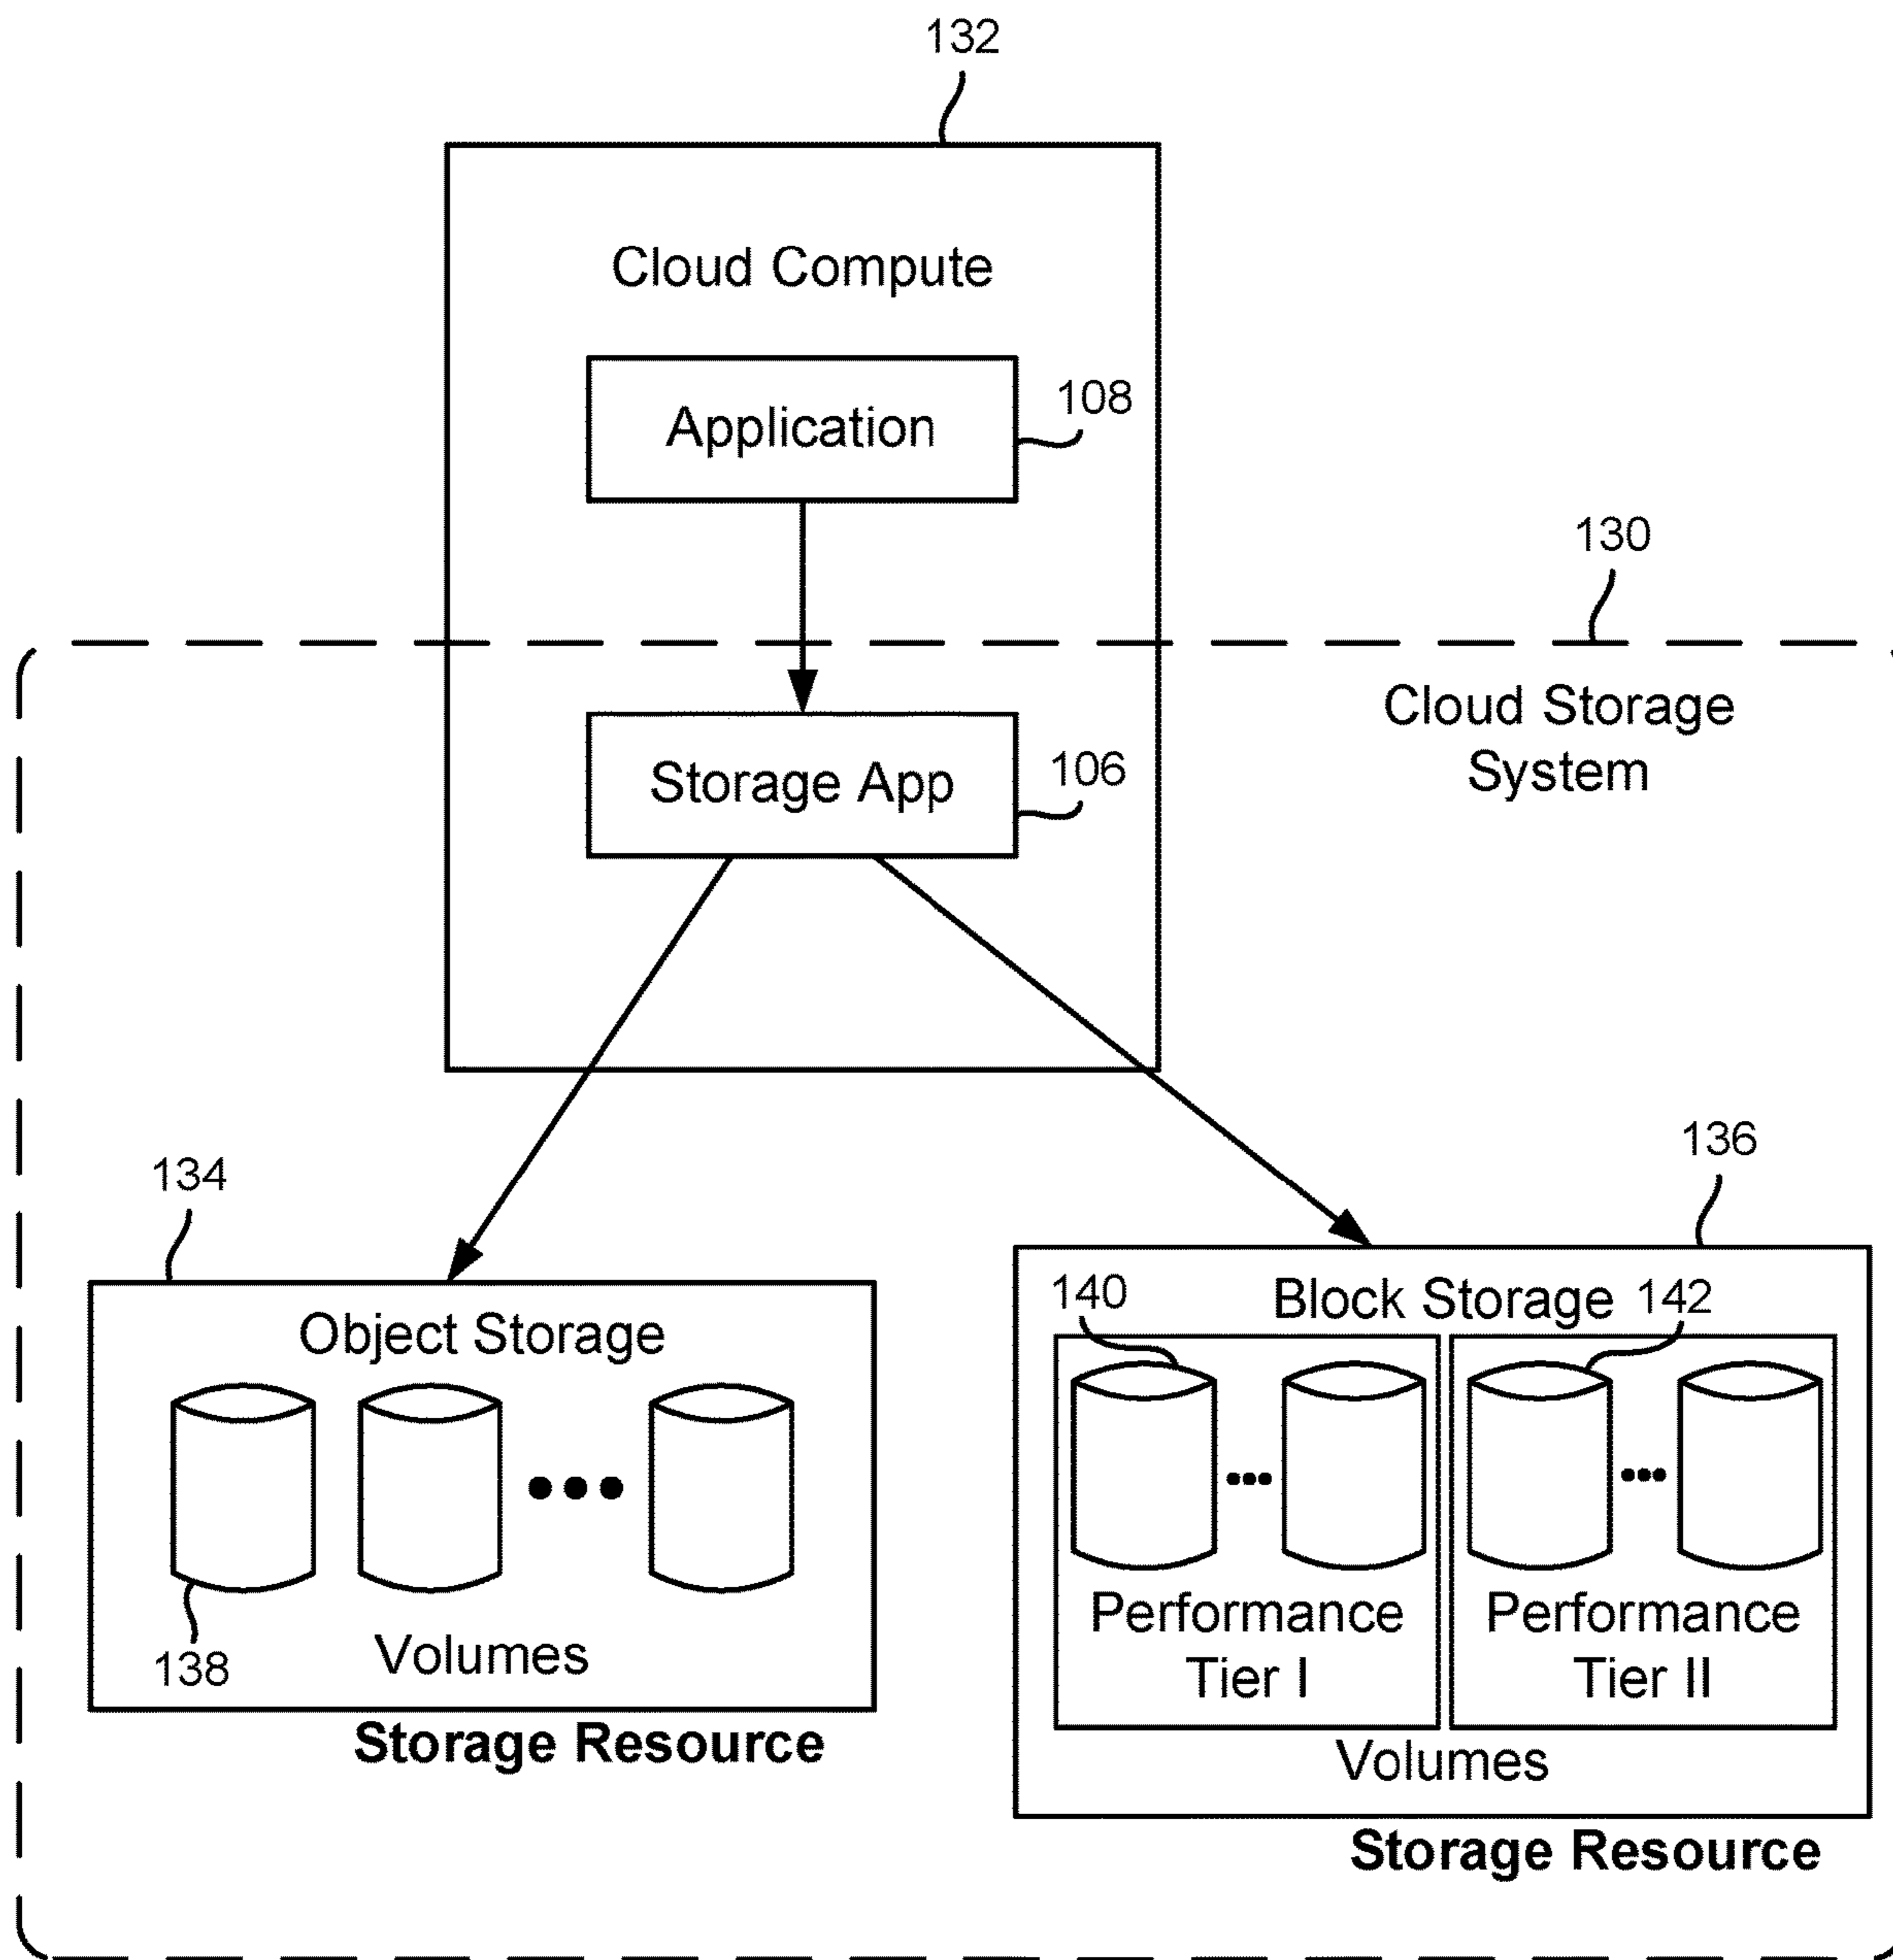 132
Cloud Compute
Application
108
130
Cloud Storage
System
Storage App
106
134
136
Object Storage
138
Volumes
Storage Resource
Block Storage
140
142
Performance
Tier I
Performance
Tier II
Volumes
Storage Resource